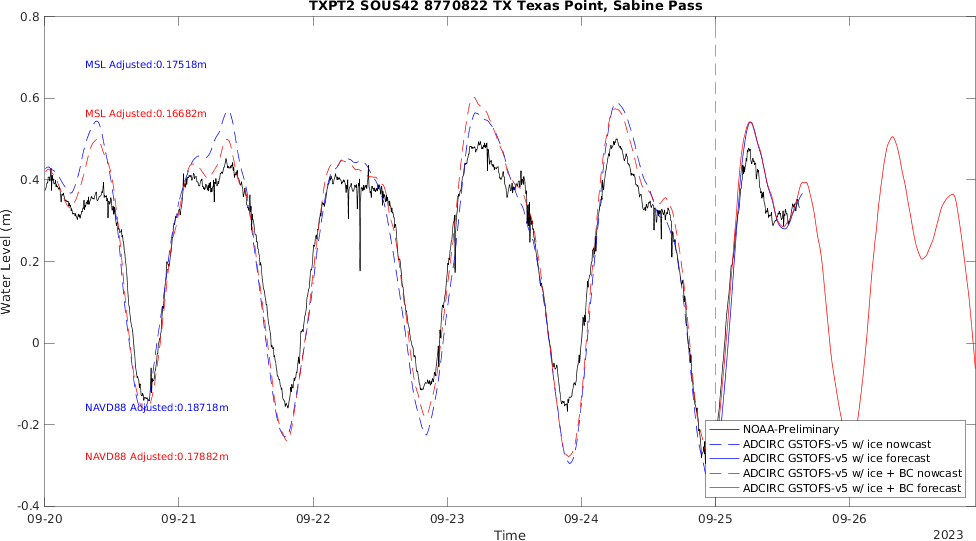 TXPT2 SOUS42 8770822 TX Texas Point, Sabine Pass
0.8
0.6
0.4
0.2
0
-0.2
-0.4
Water Level (m)
MSL Adjusted:0.17518m
MSL Adjusted:0.16682m
NAVD88 Adjusted:0.18718m
NAVD88 Adjusted:0.17882m
NOAA-Preliminary
ADCIRC GSTOFS-v5 w/ ice nowcast
ADCIRC GSTOFS-v5 w/ ice forecast
ADCIRC GSTOFS-v5 w/ ice + BC nowcast
ADCIRC GSTOFS-v5 w/ ice + BC forecast
09-20 09-21 09-22 09-23 09-24 09-25 09-26
Time
2023